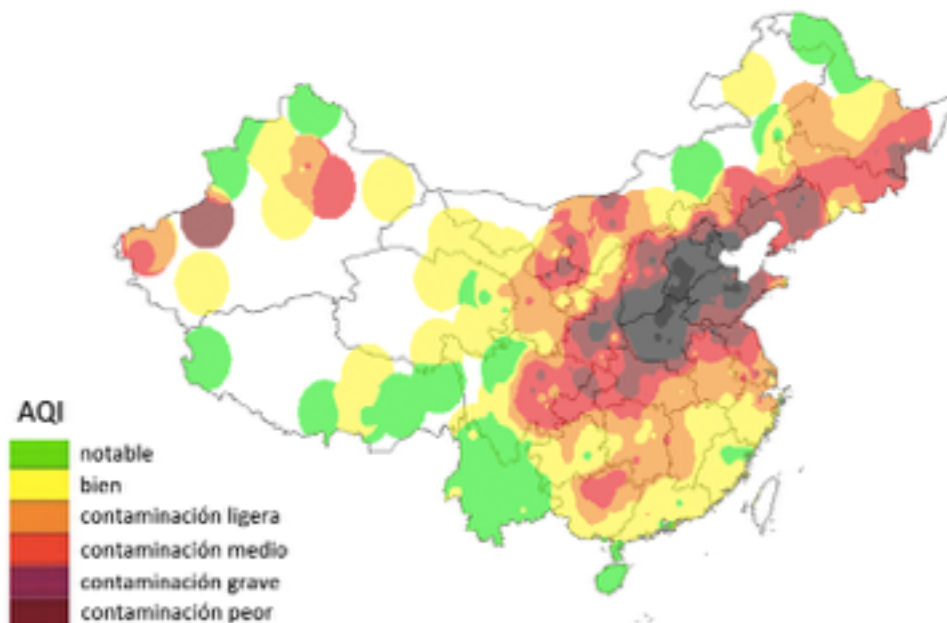 AQI
notable
bien
contaminación ligera
contaminación medio
contaminación grave
contaminación peor